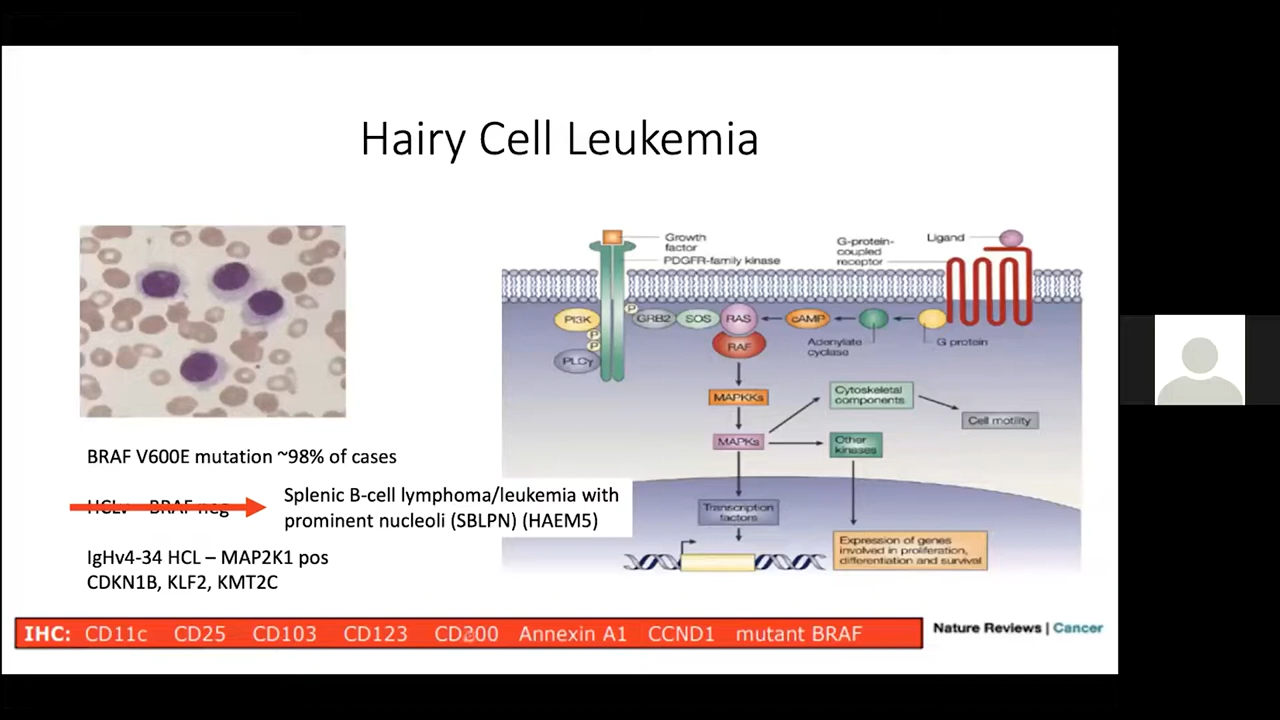 Hairy Cell Leukemia
BRAF V600E mutation ~98% of cases
HCLv – BRAF neg
Splenic B-cell lymphoma/leukemia with
prominent nucleoli (SBLPN) (HAEM5)
IgHv4-34 HCL – MAP2K1 pos
CDKN1B, KLF2, KMT2C
Growth
factor
PDGFR-family kinase
G-protein-
coupled
receptor
Ligand
PI3K
P
P
P
PLCγ
GRB2
SOS
RAS
cAMP
RAF
Adenylate
cyclase
G protein
MAPKKs
Cytoskeletal
components
Cell motility
MAPKs
Other
kinases
Transcription
factors
Expression of genes
involved in proliferation,
differentiation and survival
IHC: CD11c CD25 CD103 CD123 CD200 Annexin A1 CCND1 mutant BRAF
Nature Reviews | Cancer